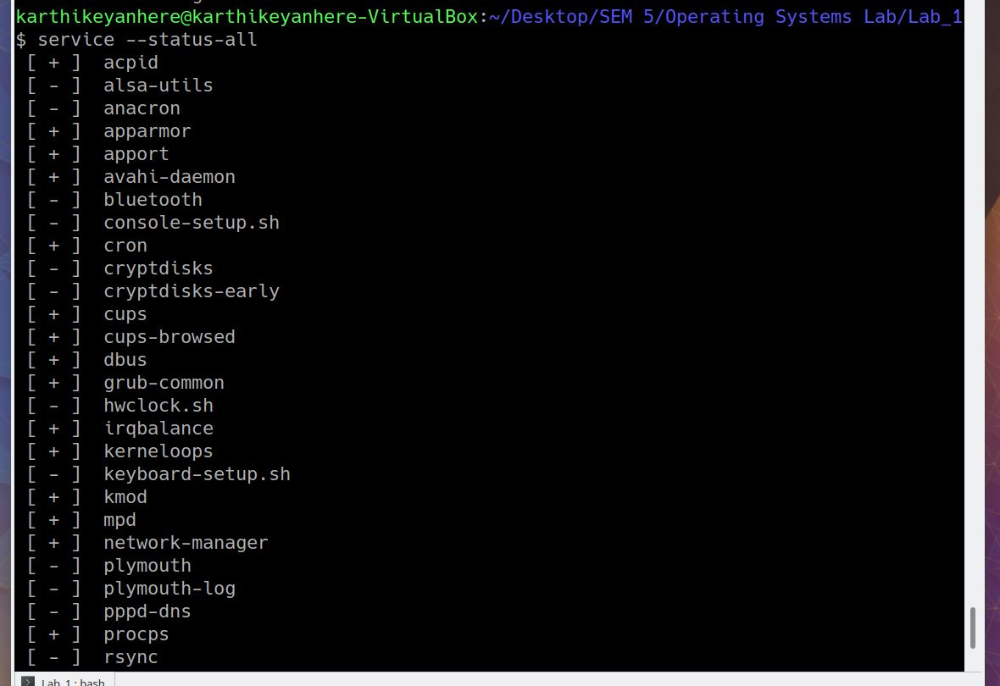 karthikeyanhere@karthikeyanhere-VirtualBox:~/Desktop/SEM 5/Operating Systems Lab/Lab_1
$ service --status-all
[ + ]  acpid
[ - ]  alsa-utils
[ - ]  anacron
[ + ]  apparmor
[ + ]  apport
[ + ]  avahi-daemon
[ - ]  bluetooth
[ - ]  console-setup.sh
[ + ]  cron
[ - ]  cryptdisks
[ - ]  cryptdisks-early
[ + ]  cups
[ + ]  cups-browsed
[ + ]  dbus
[ + ]  grub-common
[ - ]  hwclock.sh
[ + ]  irqbalance
[ + ]  kerneloops
[ - ]  keyboard-setup.sh
[ + ]  kmod
[ + ]  mpd
[ + ]  network-manager
[ - ]  plymouth
[ - ]  plymouth-log
[ - ]  pppd-dns
[ + ]  procps
[ - ]  rsync
Lab_1 : bash